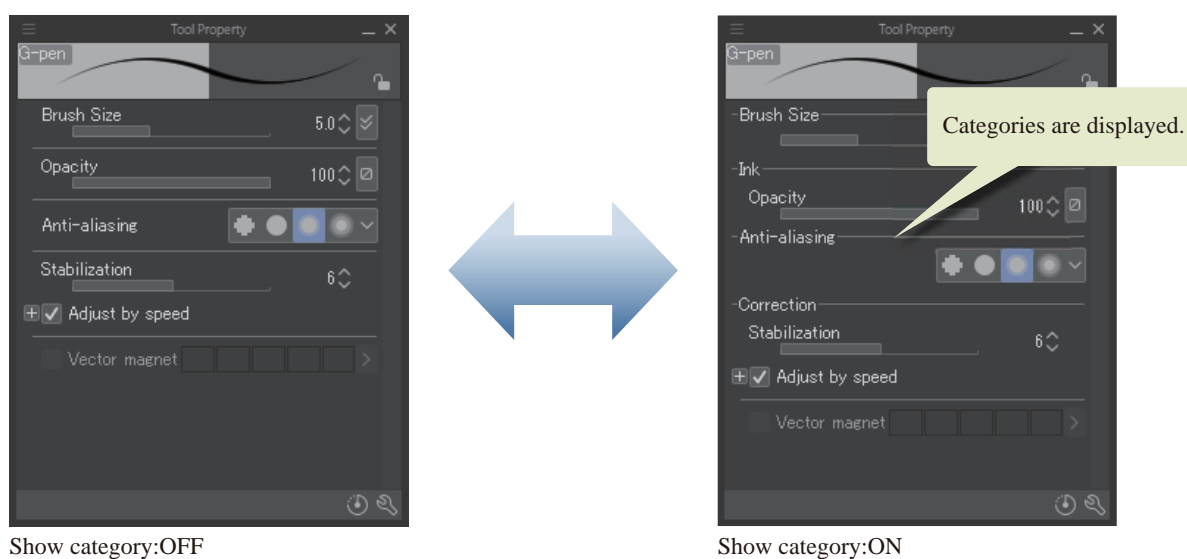 Tool Property
G-pen
Brush Size
5.0
Opacity
100
Anti-aliasing
Stabilization
6
Adjust by speed
Vector magnet
Show category:OFF
Tool Property
G-pen
Brush Size
Categories are displayed.
Ink
Opacity
100
Anti-aliasing
Correction
Stabilization
6
Adjust by speed
Vector magnet
Show category:ON